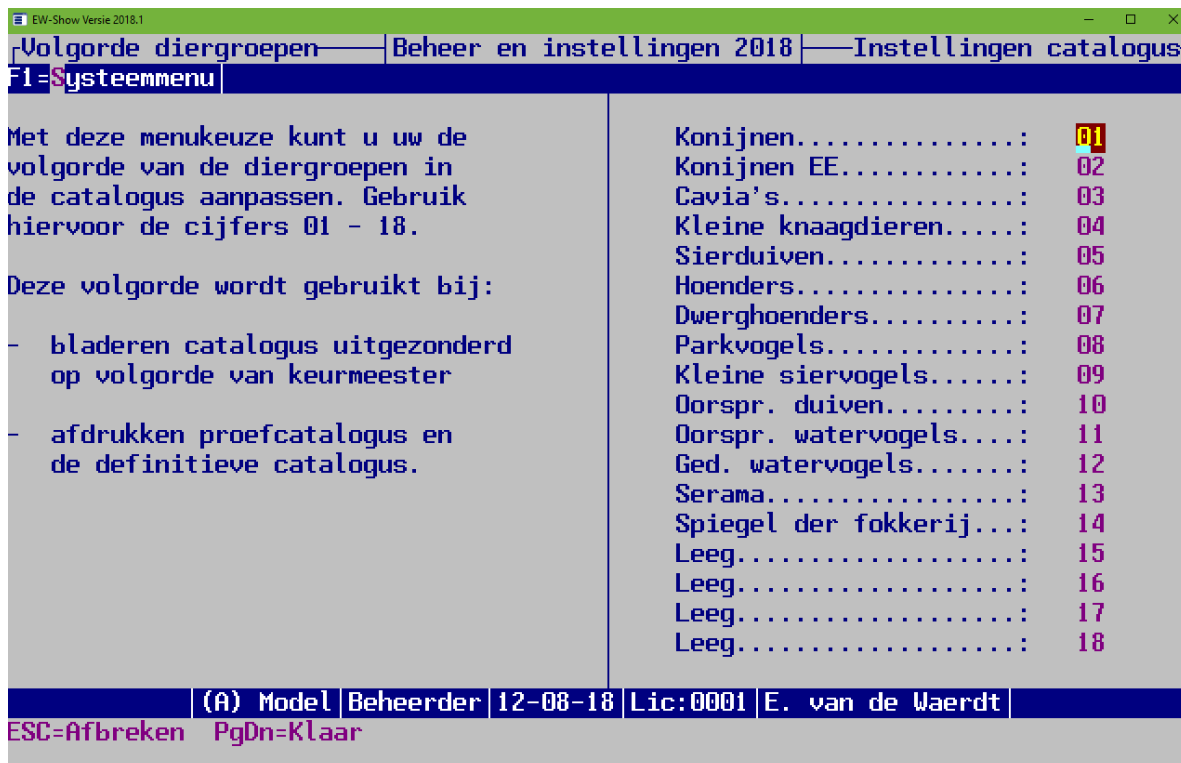 EW-Show Versie 2018.1
Volgorde diergroepen Beheer en instellingen 2018 Instellingen catalogus
F1=Systeemmenu
Met deze menukeuze kunt u uw de
volgorde van de diergroepen in
de catalogus aanpassen. Gebruik
hiervoor de cijfers 01 - 18.
Deze volgorde wordt gebruikt bij:
- bladeren catalogus uitgezonderd
op volgorde van keurmeester
- afdrukken proefcatalogus en
de definitieve catalogus.
Konijnen...............: 01
Konijnen EE............: 02
Cavia's................: 03
Kleine knaagdieren.....: 04
Sierduiven.............: 05
Hoenders...............: 06
Dwerghoenders..........: 07
Parkvogels.............: 08
Kleine siervogels......: 09
Oorspr. duiven.........: 10
Oorspr. watervogels....: 11
Ged. watervogels.......: 12
Serama.................: 13
Spiegel der fokkerij...: 14
Leeg...................: 15
Leeg...................: 16
Leeg...................: 17
Leeg...................: 18
(A) Model|Beheerder|12-08-18|Lic:0001|E. van de Waerdt|
ESC=Afbreken PgDn=Klaar